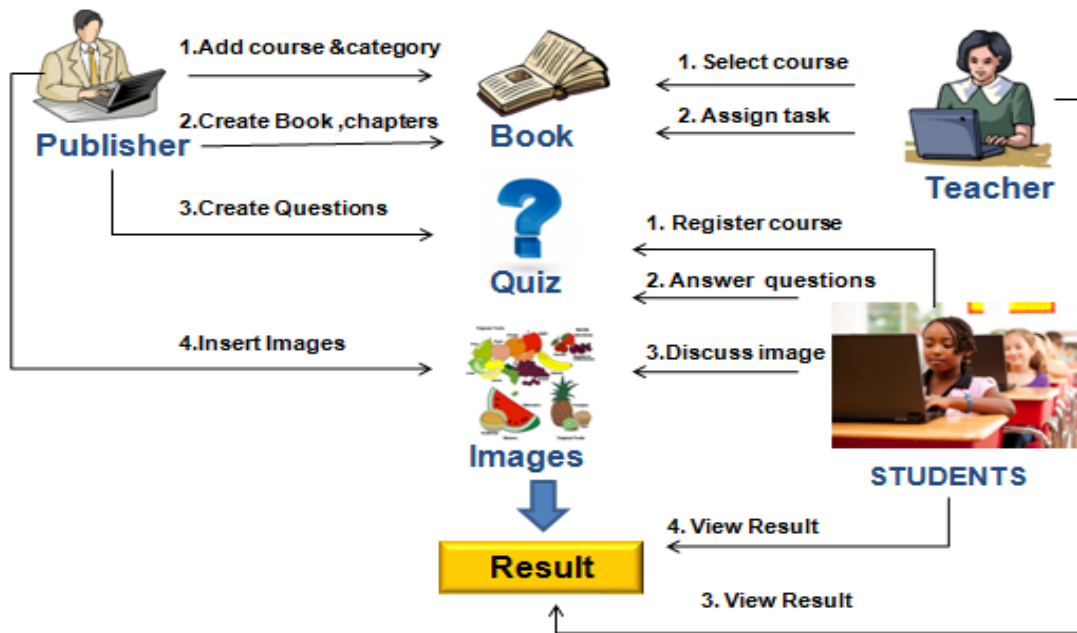 1.Add course &category
1. Select course
2.Create Book ,chapters
2. Assign task
Publisher
Book
Teacher
3.Create Questions
1. Register course
Quiz
2. Answer questions
4.Insert Images
3.Discuss image
Images
STUDENTS
4. View Result
Result
3. View Result